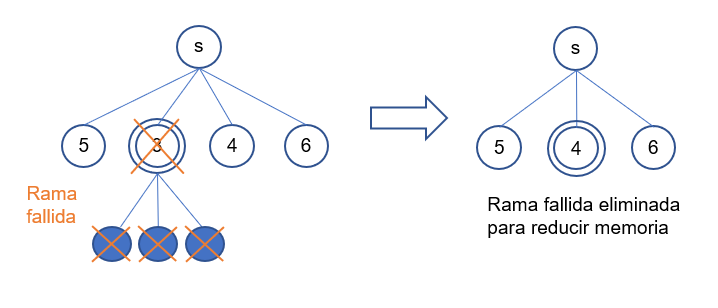 s
5
3
4
6
Rama
fallida
s
5
4
6
Rama fallida eliminada
para reducir memoria